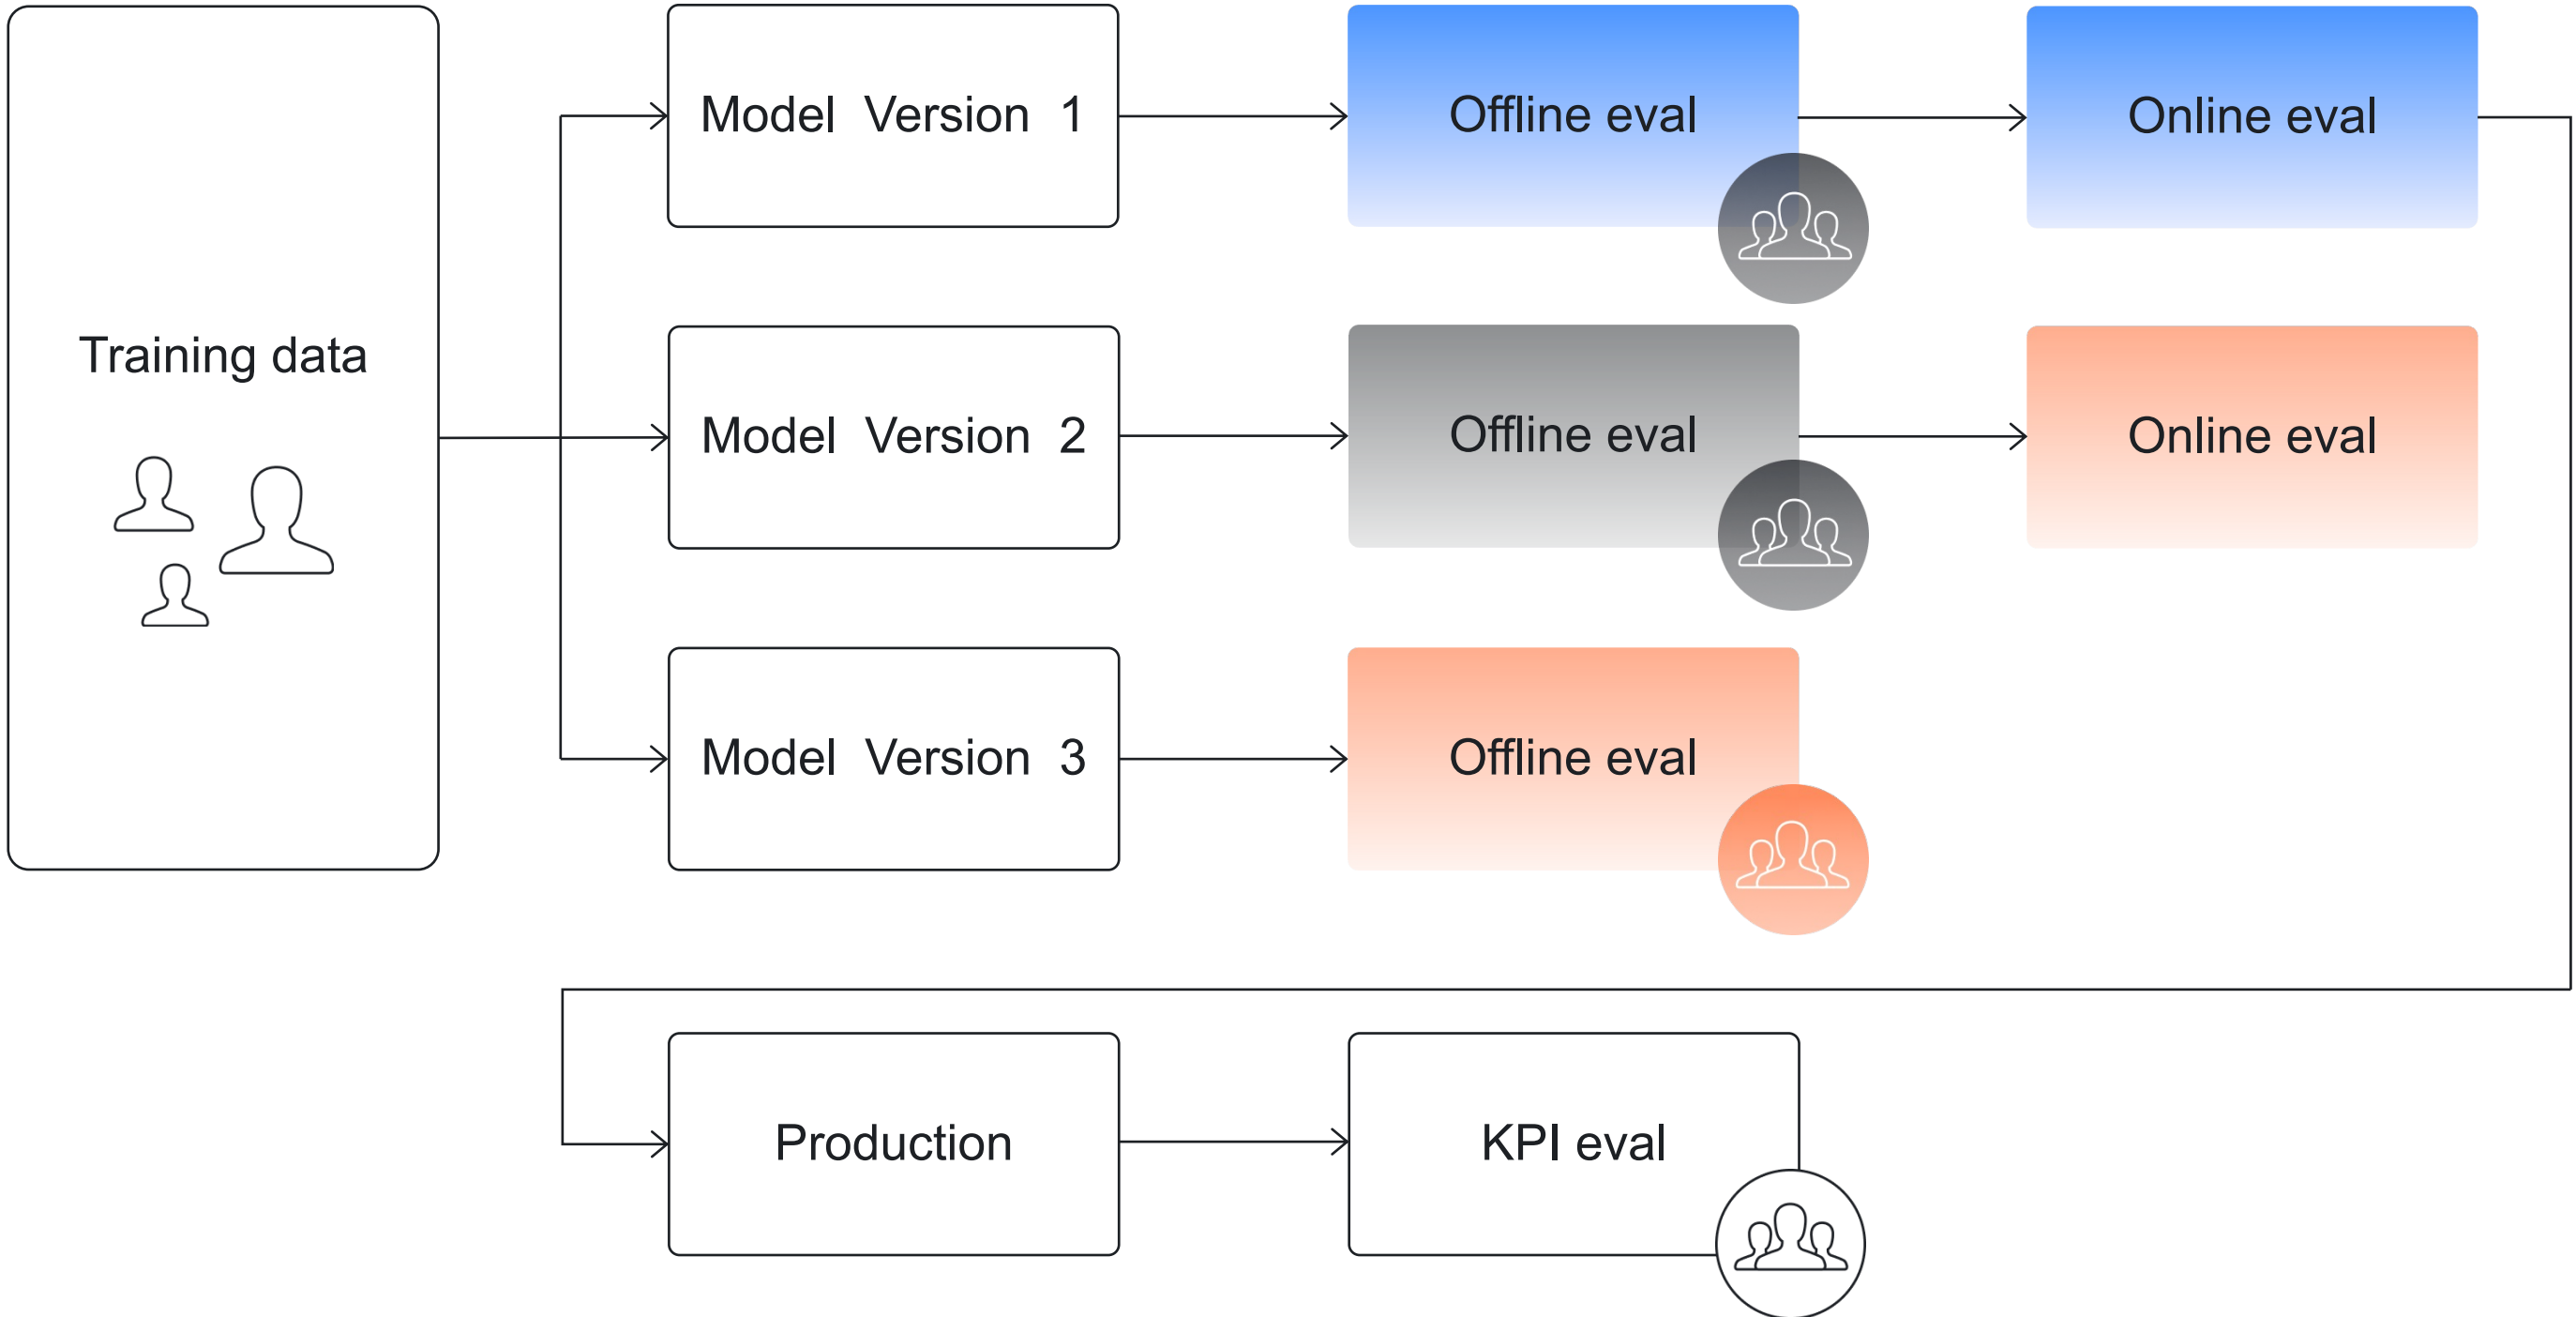 Training data
Model Version 1
Offline eval
Online eval
Model Version 2
Offline eval
Online eval
Model Version 3
Offline eval
Production
KPI eval